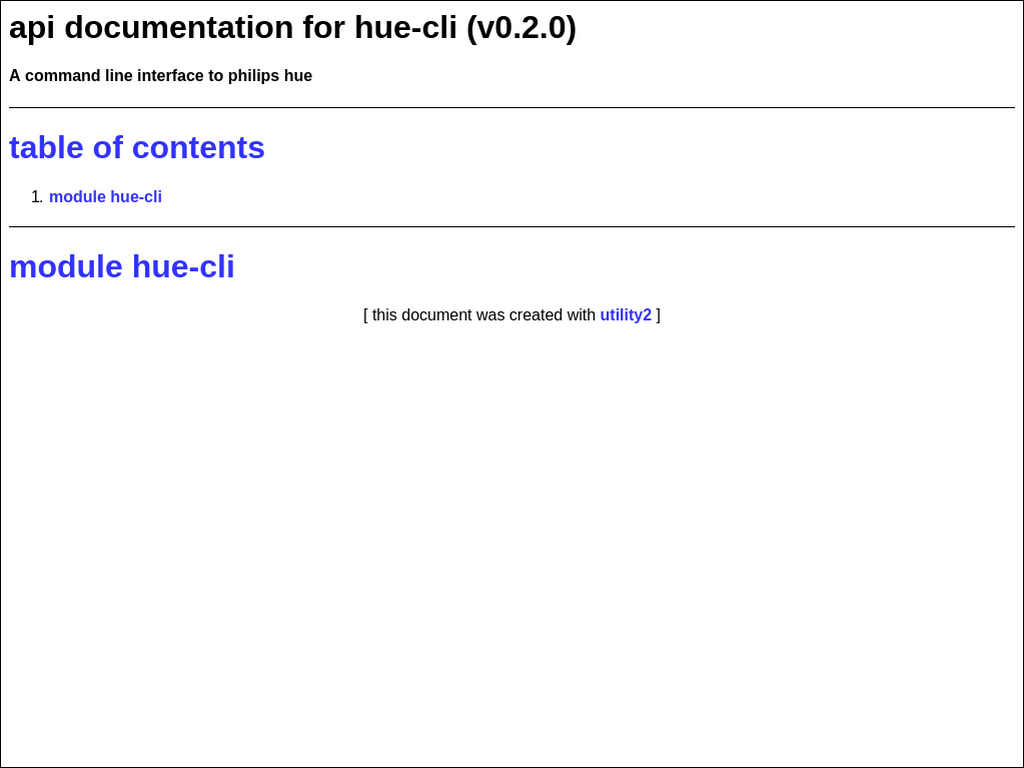 api documentation for hue-cli (v0.2.0)
A command line interface to philips hue
table of contents
1. module hue-cli
module hue-cli
[ this document was created with utility2 ]